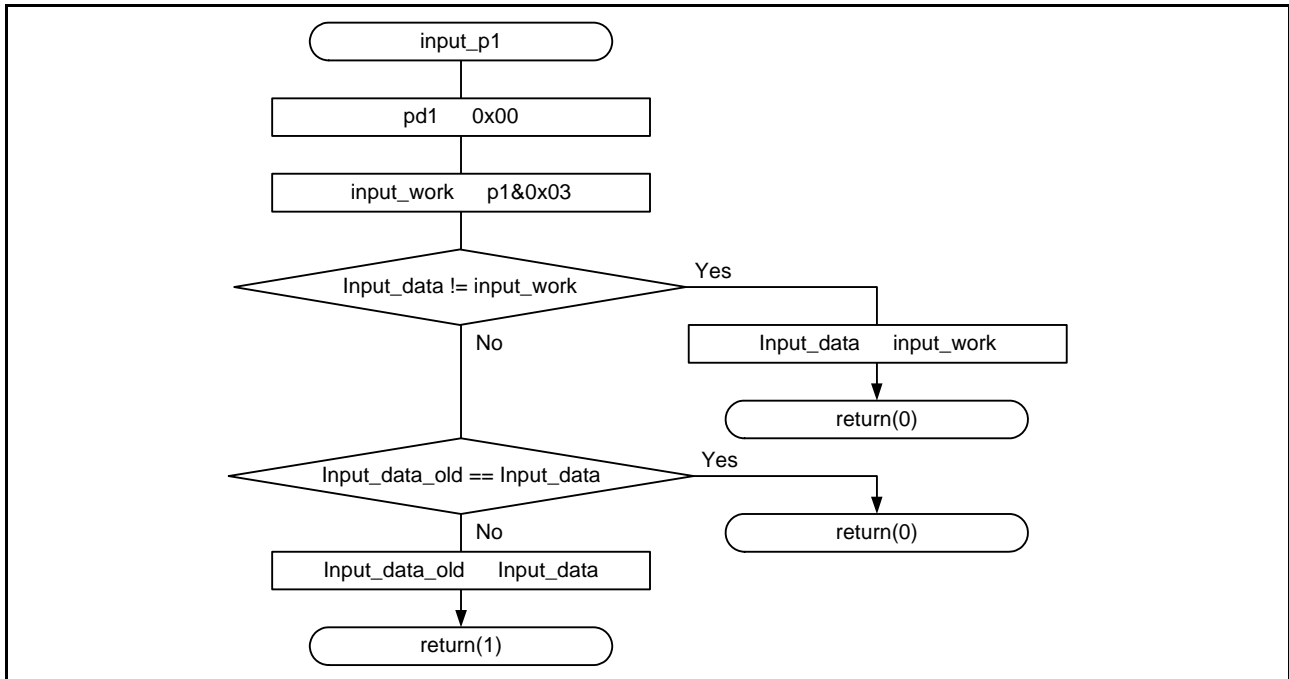 input_p1
pd1 0x00
input_work p1&0x03
Input_data != input_work
Yes
No
Input_data input_work
return(0)
Input_data_old == Input_data
Yes
No
return(0)
Input_data_old Input_data
return(1)